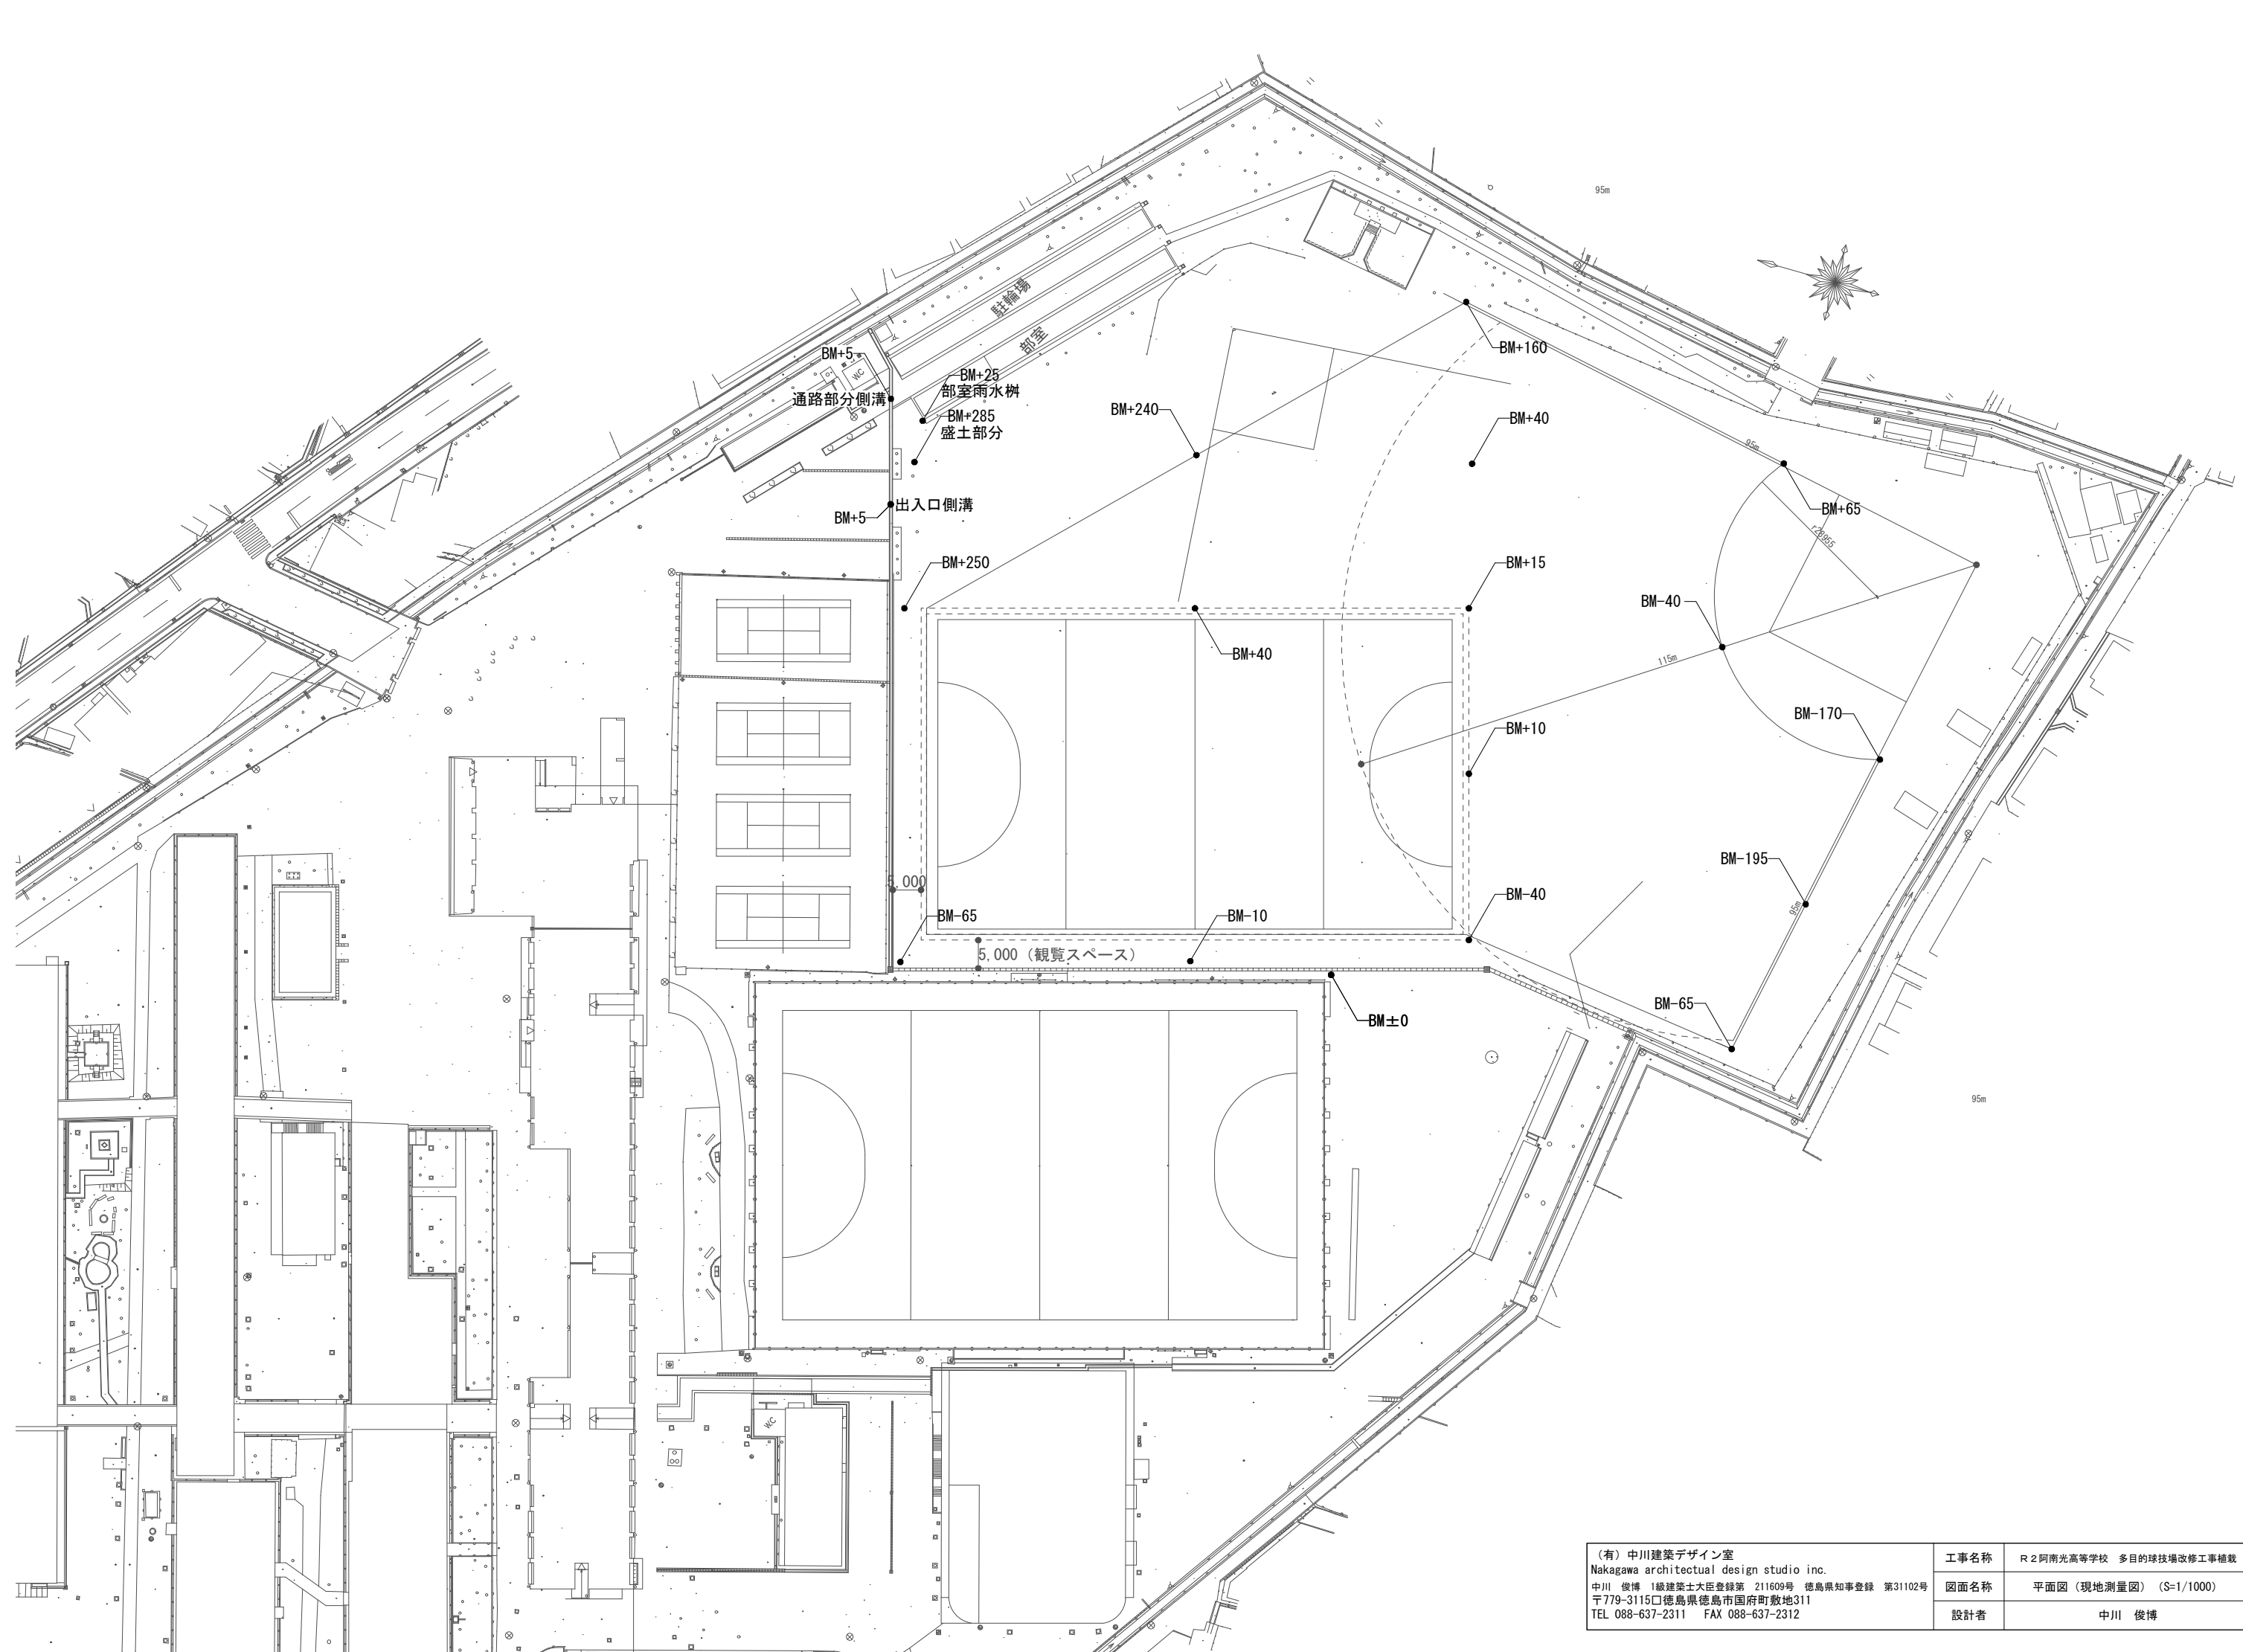 95m
駐輪場
部室
BM+5
WC
BM+25
部室雨水桝
通路部分側溝
BM+285
盛土部分
BM+160
BM+240
BM+40
95m
BM+65
r28955
出入口側溝
BM+5
BM+250
BM+15
BM-40
BM+40
115m
BM-170
BM+10
BM-195
5,000
BM-40
95m
BM-65
BM-10
5,000（観覧スペース）
BM-65
BM±0
95m
W.C
（有）中川建築デザイン室
Nakagawa architectual design studio inc.
中川　俊博　1級建築士大臣登録第　211609号　徳島県知事登録　第31102号
〒779-3115□徳島県徳島市国府町敷地311
TEL 088-637-2311　FAX 088-637-2312
工事名称
Ｒ２阿南光高等学校　多目的球技場改修工事植栽
図面名称
平面図（現地測量図）（S=1/1000）
設計者
中川　俊博